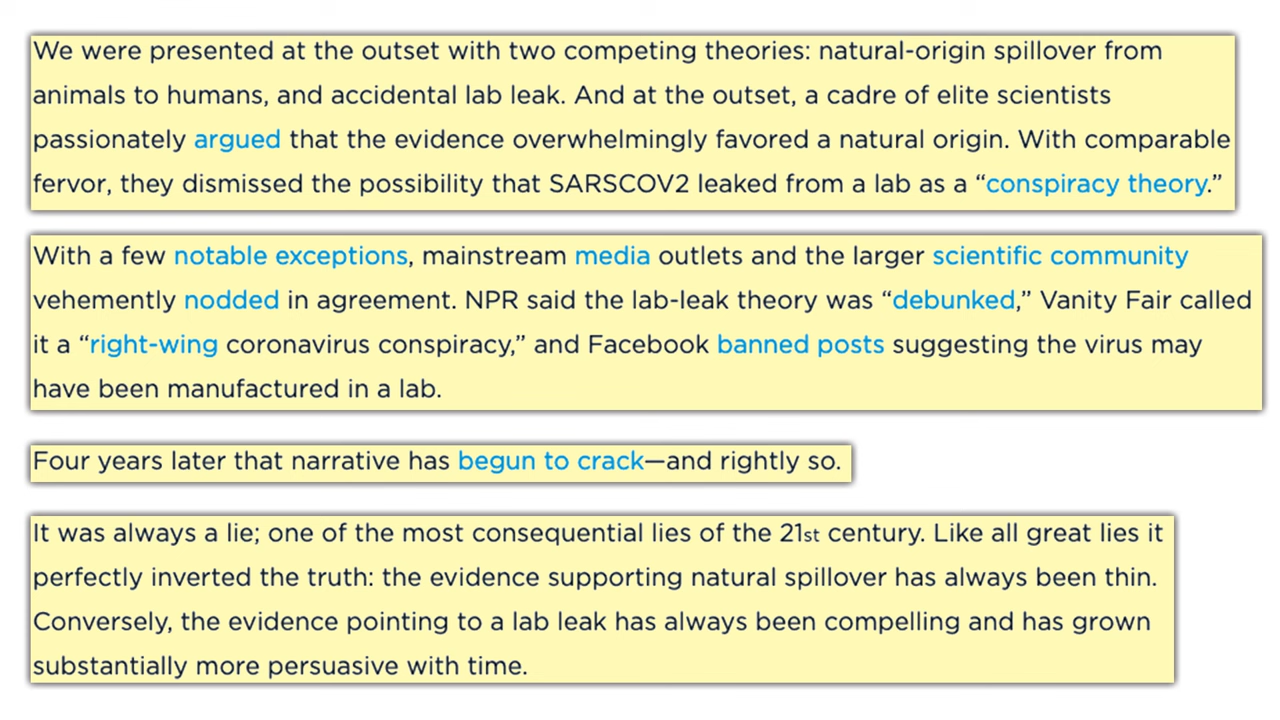 We were presented at the outset with two competing theories: natural-origin spillover from
animals to humans, and accidental lab leak. And at the outset, a cadre of elite scientists
passionately argued that the evidence overwhelmingly favored a natural origin. With comparable
fervor, they dismissed the possibility that SARSCOV2 leaked from a lab as a “conspiracy theory.”
With a few notable exceptions, mainstream media outlets and the larger scientific community
vehemently nodded in agreement. NPR said the lab-leak theory was “debunked,” Vanity Fair called
it a “right-wing coronavirus conspiracy,” and Facebook banned posts suggesting the virus may
have been manufactured in a lab.
Four years later that narrative has begun to crack—and rightly so.
It was always a lie; one of the most consequential lies of the 21st century. Like all great lies it
perfectly inverted the truth: the evidence supporting natural spillover has always been thin.
Conversely, the evidence pointing to a lab leak has always been compelling and has grown
substantially more persuasive with time.